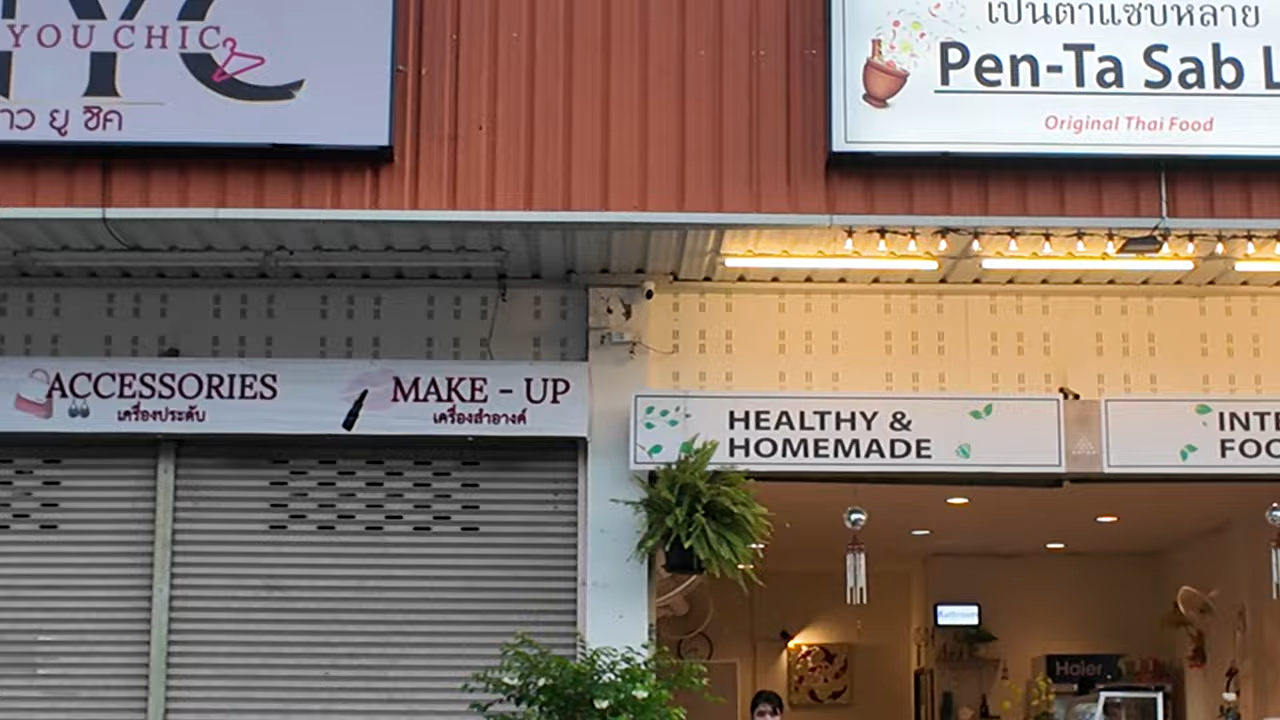 YOU CHIC
าว ยู ชิค
เป็นตาแซบหลาย
Pen-Ta Sab L
Original Thai Food
ACCESSORIES
เครื่องประดับ
MAKE - UP
เครื่องสำอางค์
HEALTHY &
HOMEMADE
INTE
FOO
Bathroom
Haier